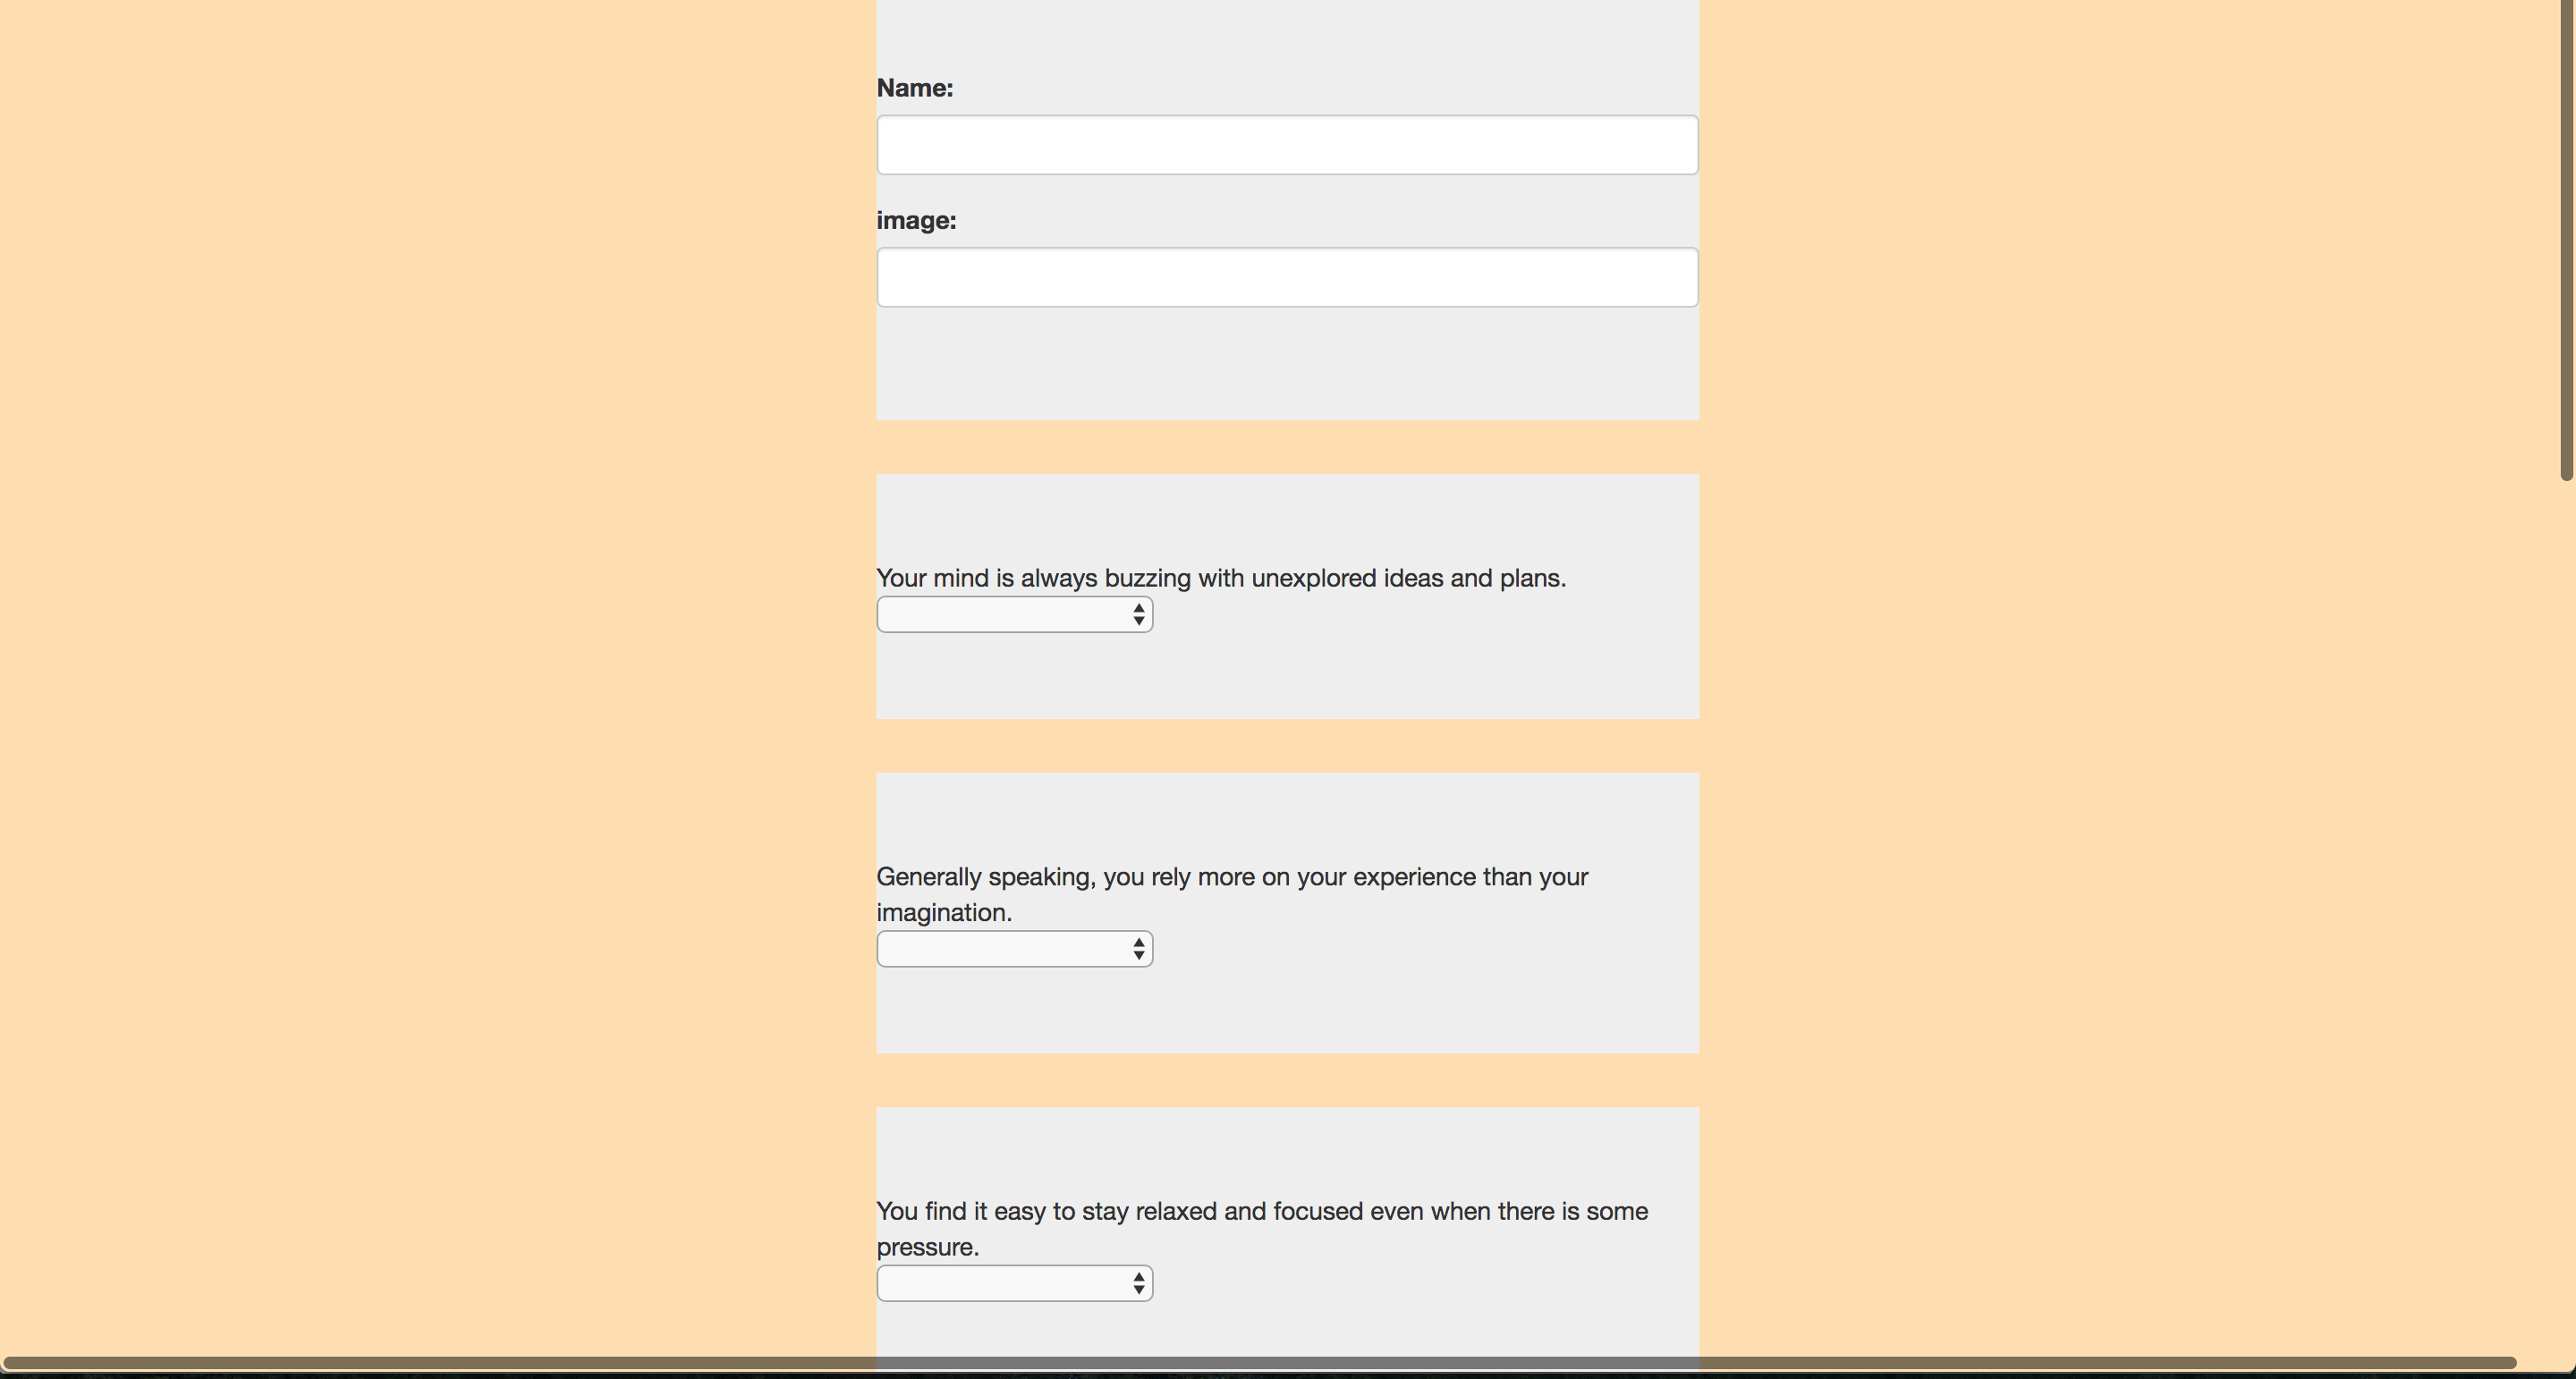 Name:
image:
Your mind is always buzzing with unexplored ideas and plans.
Generally speaking, you rely more on your experience than your
imagination.
You find it easy to stay relaxed and focused even when there is some
pressure.